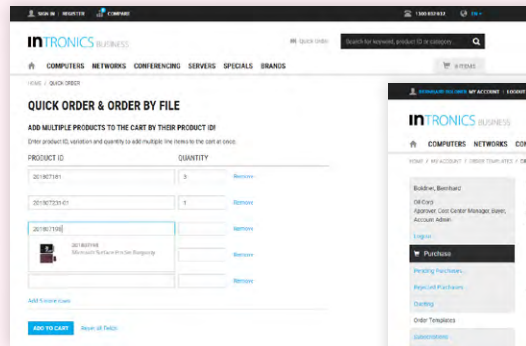 SIGN IN | REGISTER COMPARE
1300 032 032 EN
INTRONICS BUSINESS
Quick Order
Search for keyword, product ID or category
COMPUTERS NETWORKS CONFERENCING SERVERS SPECIALS BRANDS
0 ITEMS
HOME / QUICK ORDER
QUICK ORDER & ORDER BY FILE
ADD MULTIPLE PRODUCTS TO THE CART BY THEIR PRODUCT ID!
Enter product ID, variation and quantity to add multiple line items to the cart at once.
PRODUCT ID QUANTITY
201807181 3 Remove
201807231-01 1 Remove
201807195 Remove
201807195
Microsoft Surface Pro
Remove
Remove
Add 5 more rows
ADD TO CART Reset all Fields
MY ACCOUNT | LOGOUT
INTRONICS BUSINESS
COMPUTERS NETWORKS
HOME / MY ACCOUNT / ORDER TEMPLATES /
Boldner, Bernhard
Oil Corp
Approver, Cost Center Manager, Buyer,
Account Admin
Logout
Purchase
Pending Purchases
Rejected Purchases
Quoting
Order Templates
Subscriptions